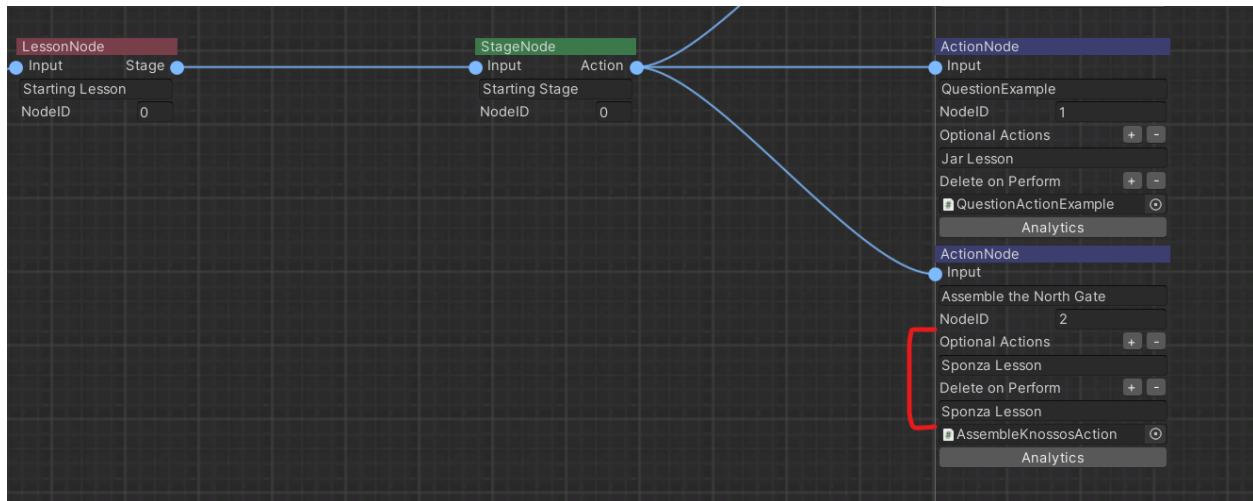 LessonNode
Input Stage
Starting Lesson
NodeID 0
StageNode
Input Action
Starting Stage
NodeID 0
ActionNode
Input
QuestionExample
NodeID 1
Optional Actions + -
Jar Lesson
Delete on Perform + -
# QuestionActionExample
Analytics
ActionNode
Input
Assemble the North Gate
NodeID 2
Optional Actions + -
Sponza Lesson
Delete on Perform + -
Sponza Lesson
# AssembleKnossosAction
Analytics